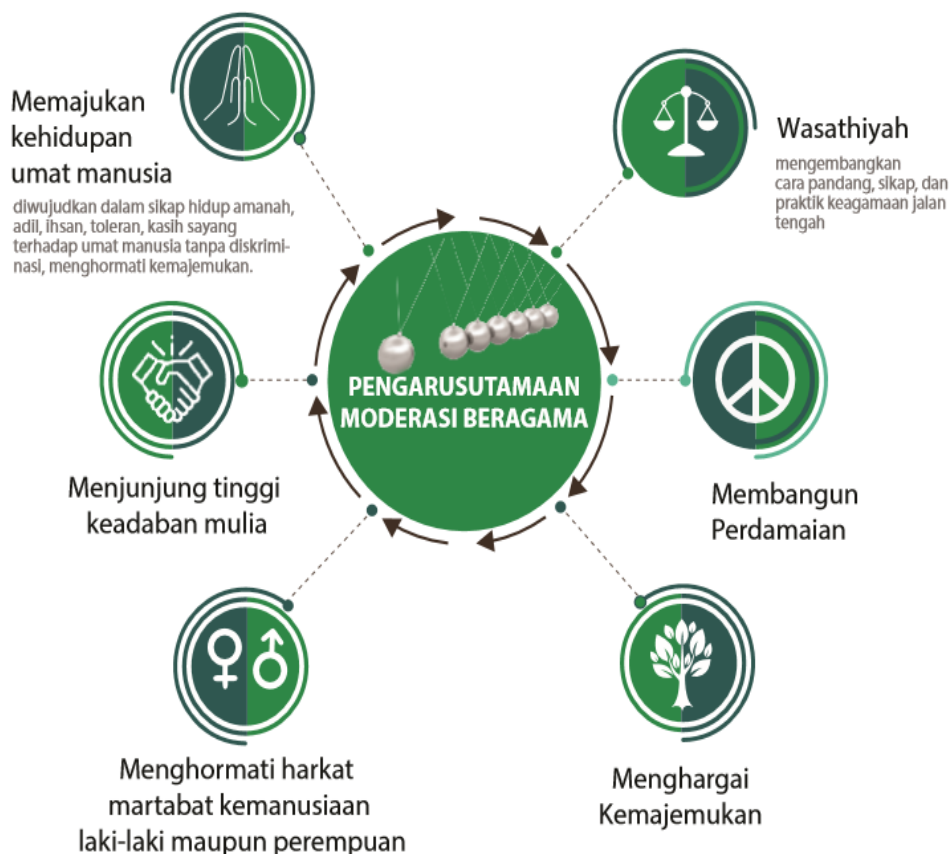 Memajukan
kehidupan
umat manusia
diwujudkan dalam sikap hidup amanah,
adil, ihsan, toleran, kasih sayang
terhadap umat manusia tanpa diskrimi-
nasi, menghormati kemajemukan.
Wasathiyah
mengembangkan
cara pandang, sikap, dan
praktik keagamaan jalan
tengah
PENGARUSUTAMAAN
MODERASI BERAGAMA
Menjunjung tinggi
keadaban mulia
Membangun
Perdamaian
Menghormati harkat
martabat kemanusiaan
laki-laki maupun perempuan
Menghargai
Kemajemukan